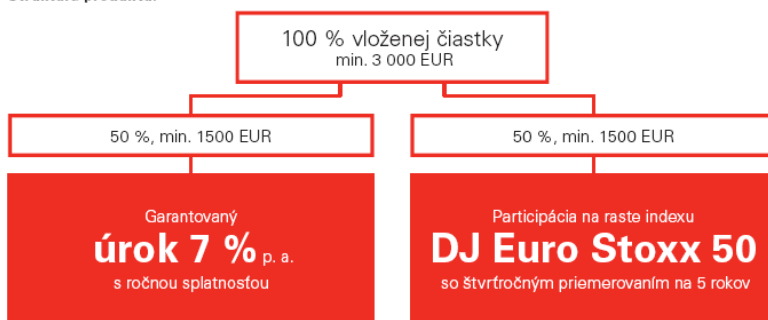 100 % vloženej čiastky
min. 3 000 EUR
50 %, min. 1500 EUR
50 %, min. 1500 EUR
Garantovaný
úrok 7 % p. a.
s ročnou splatnosťou
Participácia na raste indexu
DJ Euro Stoxx 50
so štvrťročným priemerovaním na 5 rokov